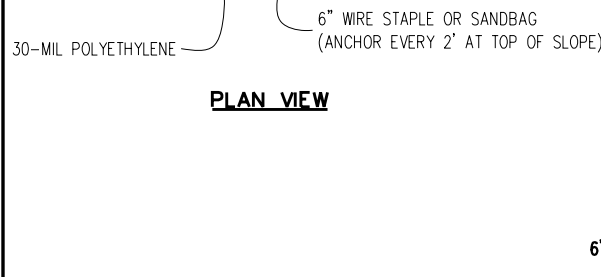 6" WIRE STAPLE OR SANDBAG
(ANCHOR EVERY 2' AT TOP OF SLOPE)
30-MIL POLYETHYLENE
PLAN VIEW
6'